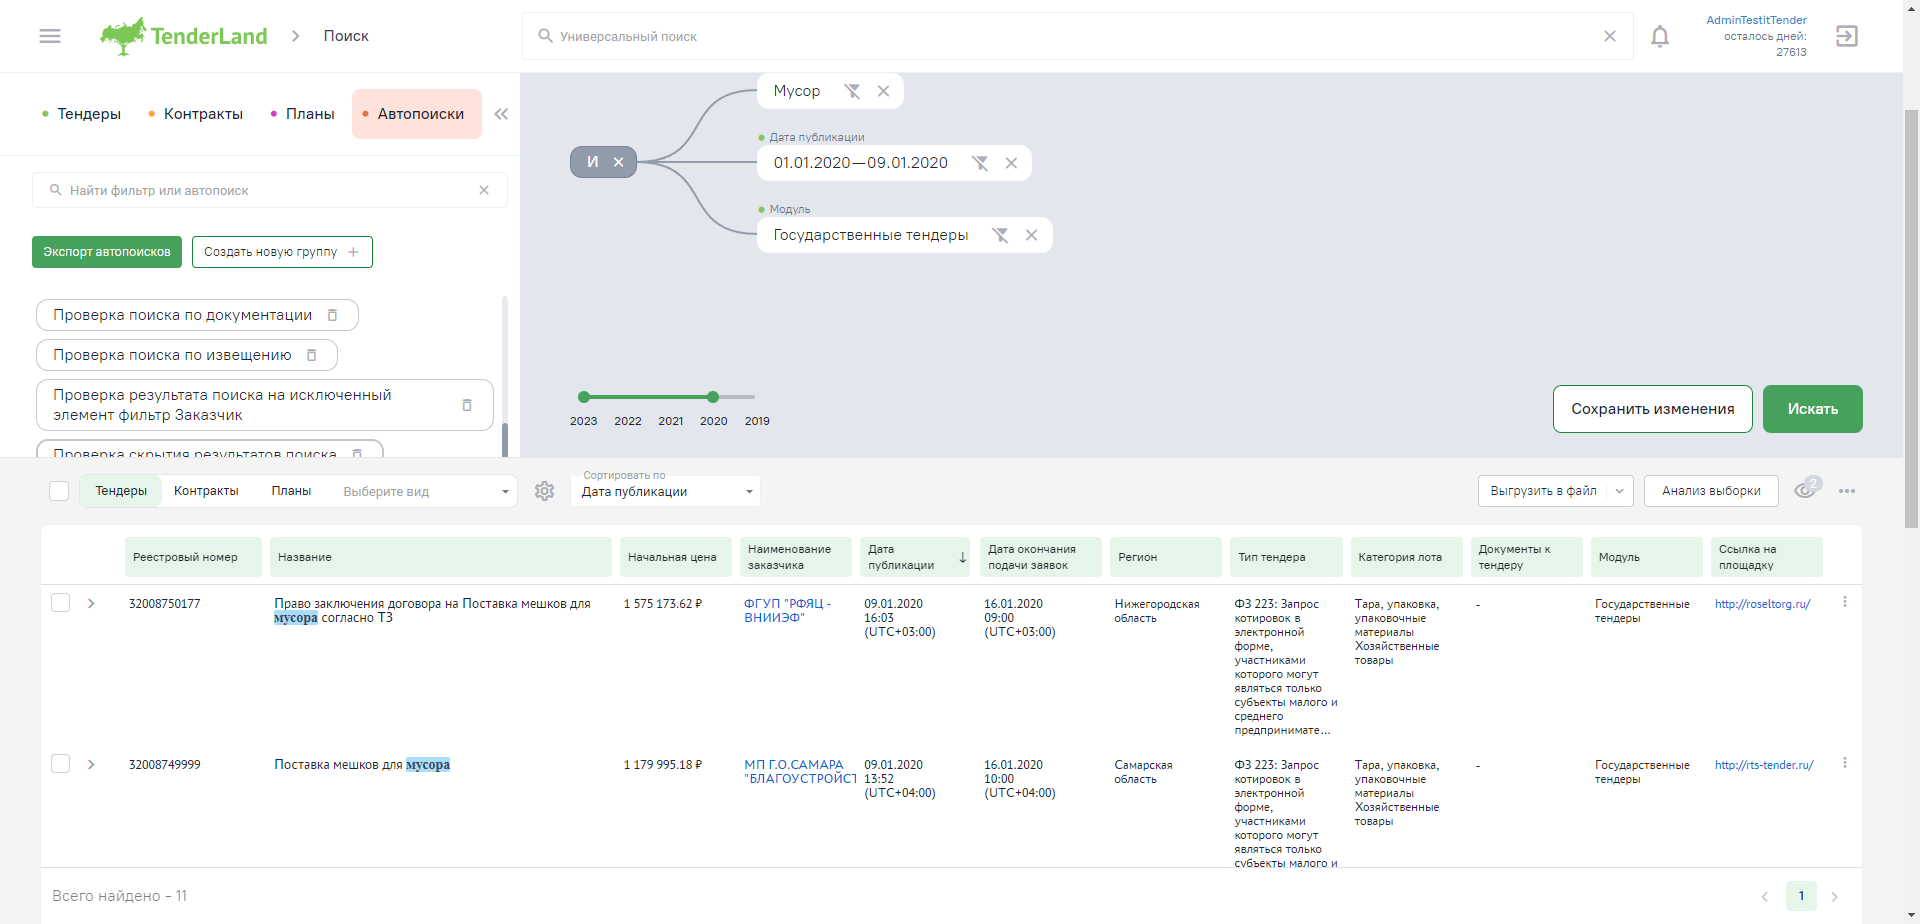 TenderLand
Поиск
Универсальный поиск
AdminTestitTender
осталось дней:
27613
Тендеры
Контракты
Планы
Автопоиски
Найти фильтр или автопоиск
Экспорт автопоисков
Создать новую группу
Проверка поиска по документации
Проверка поиска по извещению
Проверка результата поиска на исключенный
элемент фильтр Заказчик
Проверка скрытия результатов поиска
И
Мусор
Дата публикации
01.01.2020—09.01.2020
Модуль
Государственные тендеры
2023 2022 2021 2020 2019
Сохранить изменения
Искать
Тендеры
Контракты
Планы
Выберите вид
Сортировать по
Дата публикации
Выгрузить в файл
Анализ выборки
2
Реестровый номер
Название
Начальная цена
Наименование
заказчика
Дата
публикации
Дата окончания
подачи заявок
Регион
Тип тендера
Категория лота
Документы к
тендеру
Модуль
Ссылка на
площадку
32008750177
Право заключения договора на Поставка мешков для
мусора согласно ТЗ
1 575 173.62 ₽
ФГУП "РФЯЦ -
ВНИИЭФ"
09.01.2020
16:03
(UTC+03:00)
16.01.2020
09:00
(UTC+03:00)
Нижегородская
область
ФЗ 223: Запрос
котировок в
электронной
форме,
участниками
которого могут
являться только
субъекты малого и
среднего
предпринимате...
Тара, упаковка,
упаковочные
материалы
Хозяйственные
товары
-
Государственные
тендеры
http://roseltorg.ru/
32008749999
Поставка мешков для мусора
1 179 995.18 ₽
МП Г.О.САМАРА
"БЛАГОУСТРОЙСТ
09.01.2020
13:52
(UTC+04:00)
16.01.2020
10:00
(UTC+04:00)
Самарская
область
ФЗ 223: Запрос
котировок в
электронной
форме,
участниками
которого могут
являться только
субъекты малого и
Тара, упаковка,
упаковочные
материалы
Хозяйственные
товары
-
Государственные
тендеры
http://rts-tender.ru/
Всего найдено - 11
1